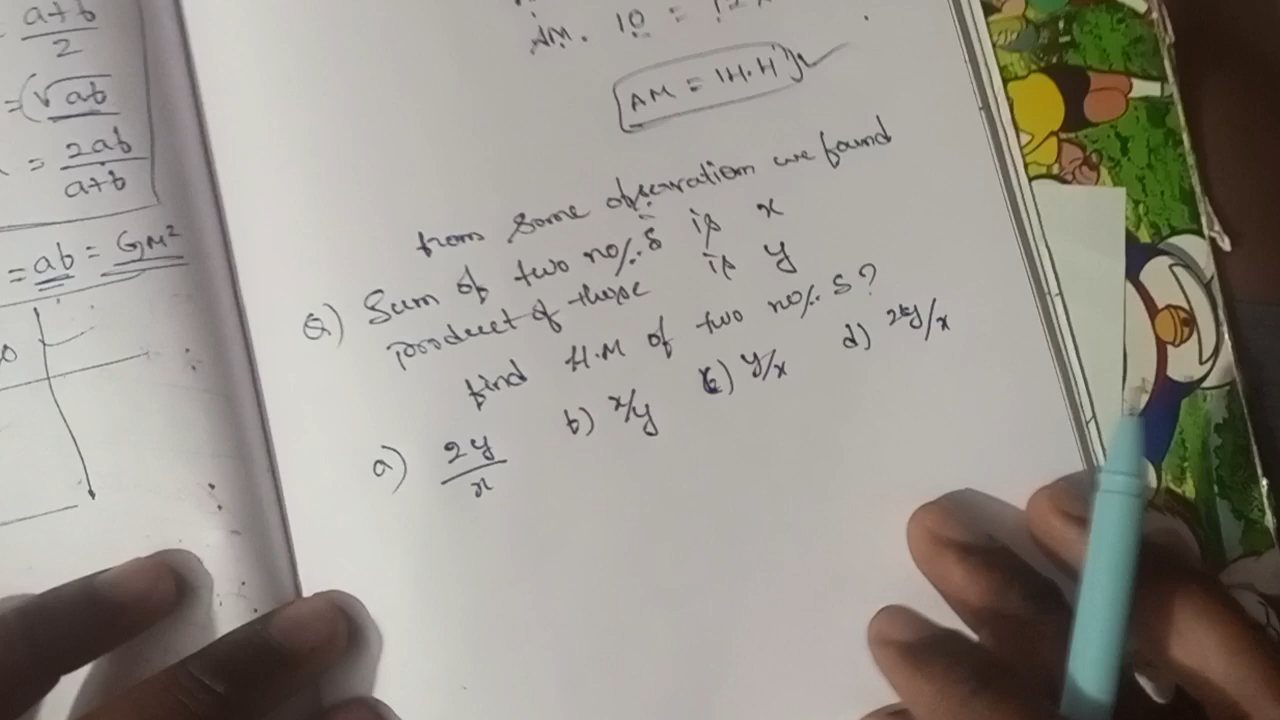 a+b
2
=(√ab
= 2ab
a+b
= ab = GM²
AM. 10 =
AM =
from some observation we found
Q) Sum of two no/.s is x
product of those is y
find H.M of two no/.s?
a) 2y/x b) x/y c) y/x d)